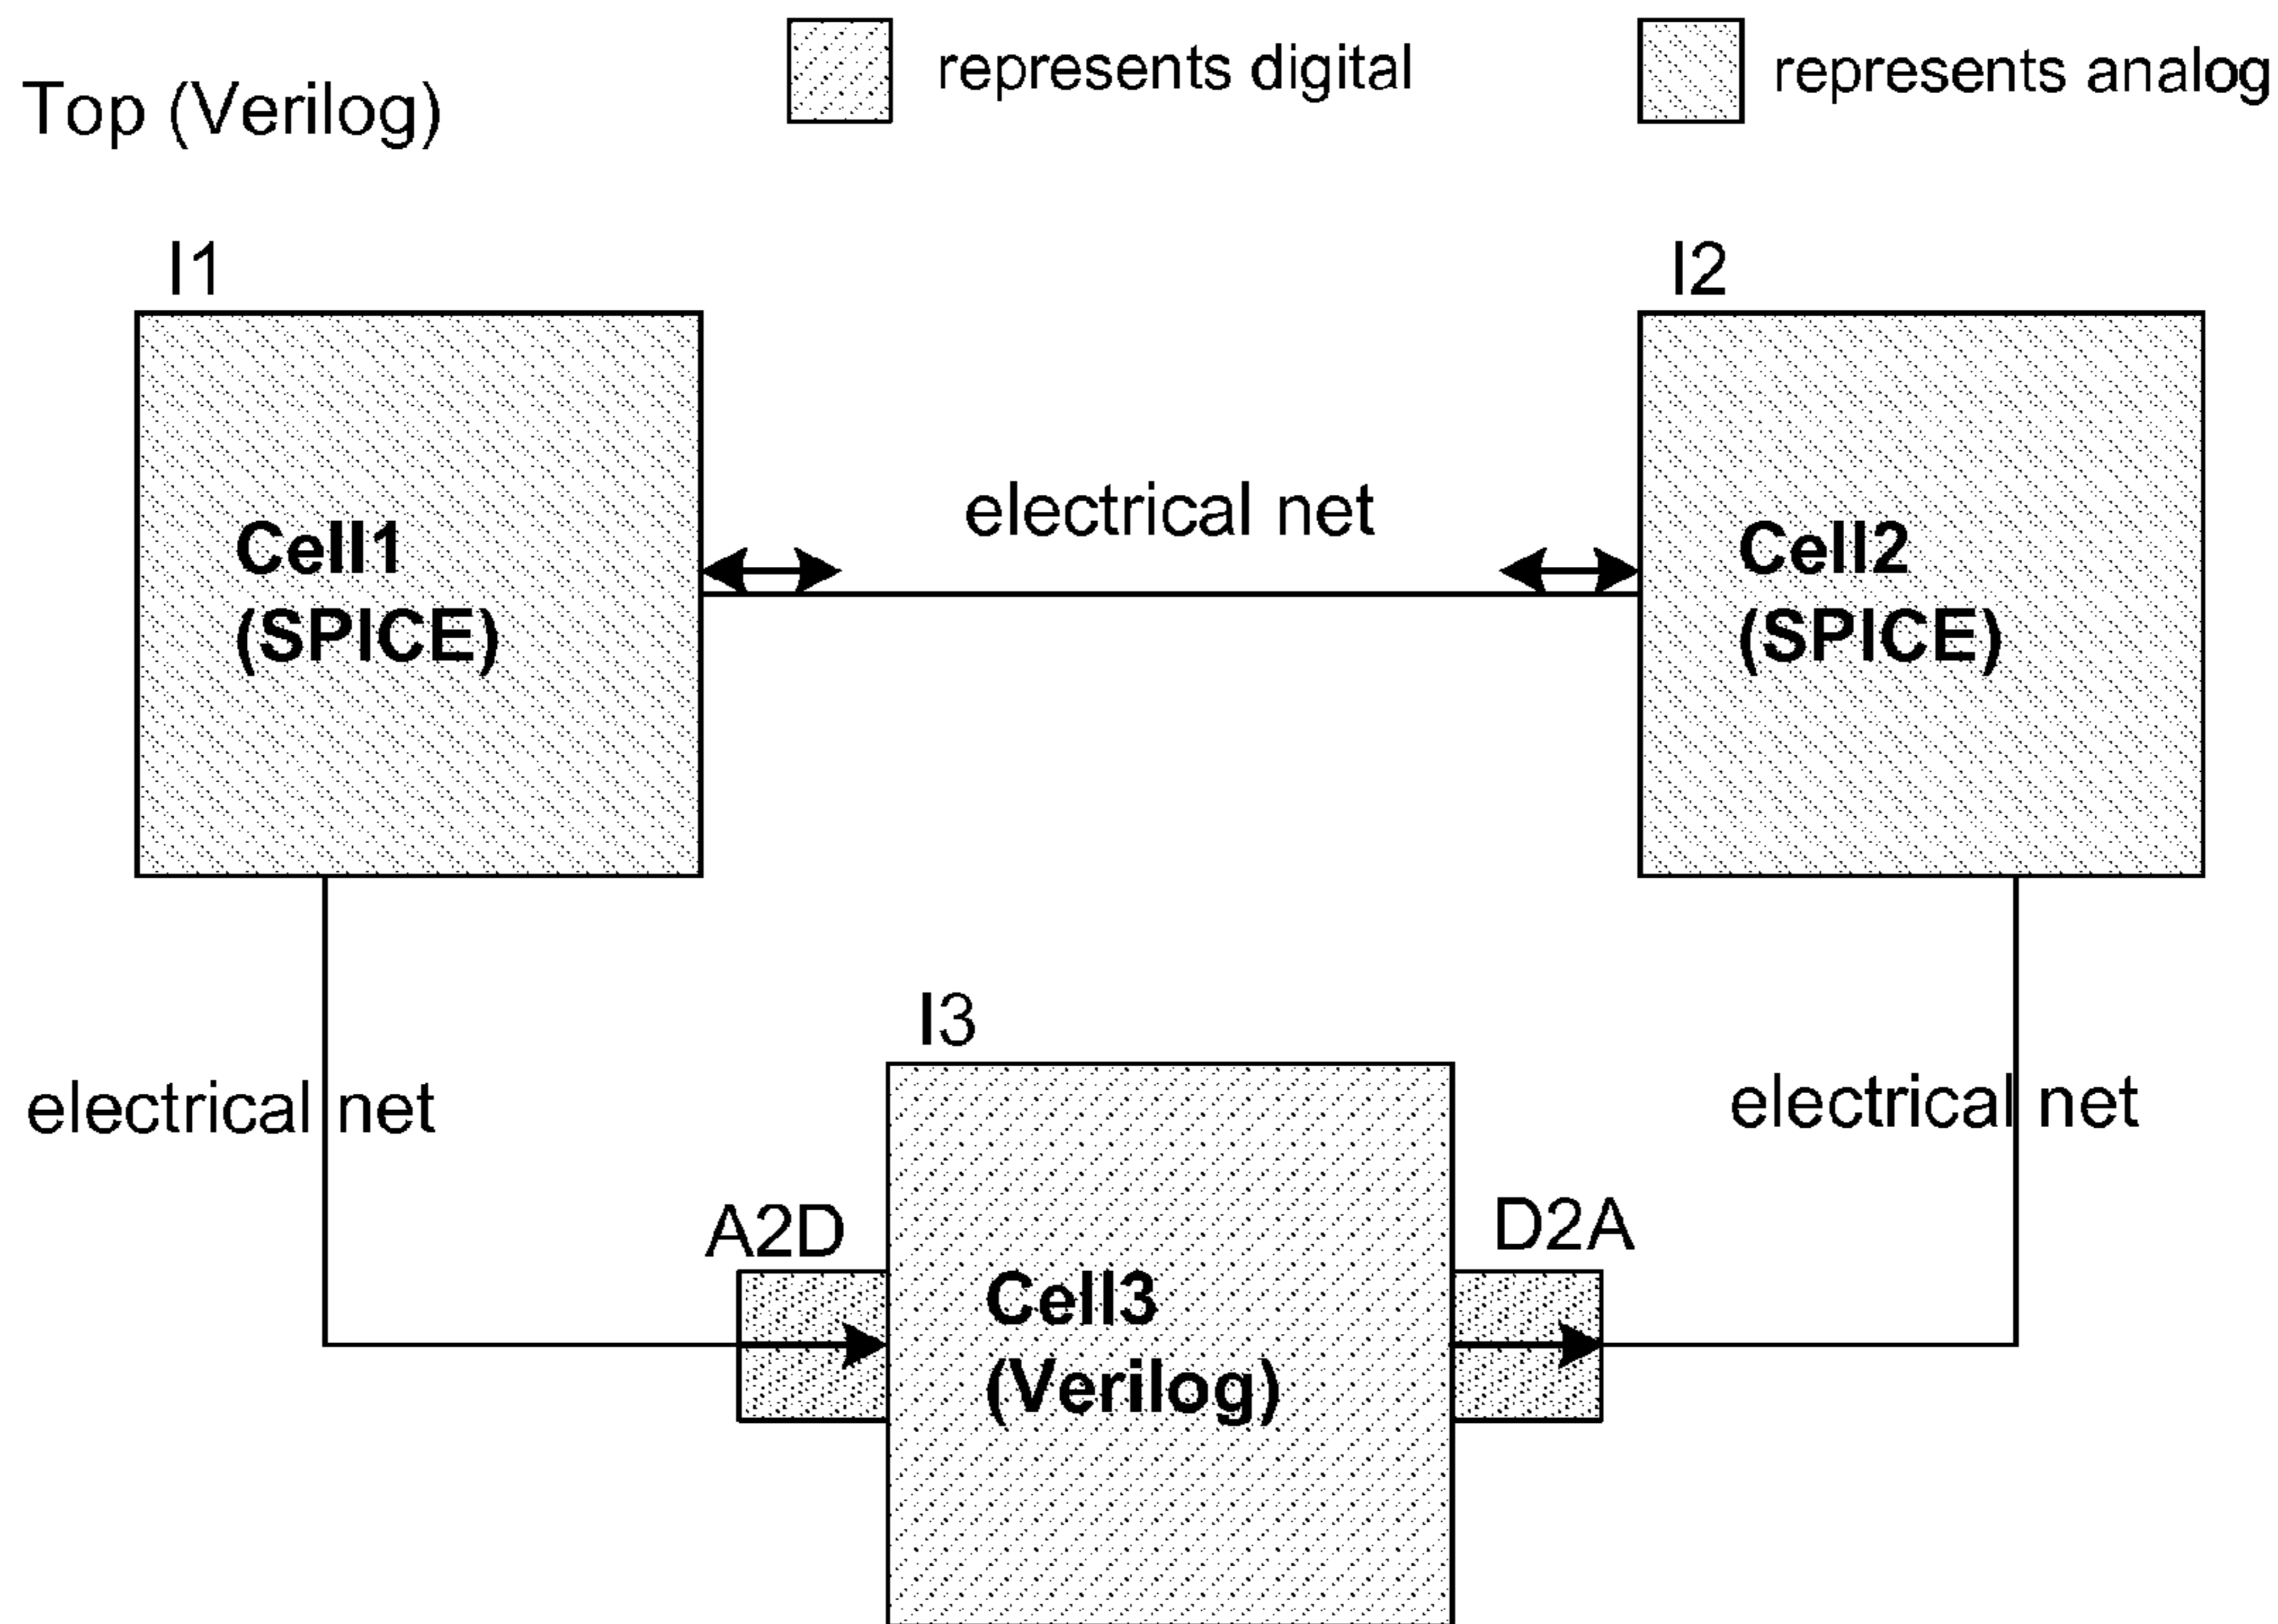 represents digital
represents analog
Top (Verilog)
I1
I2
electrical net
Cell1
(SPICE)
Cell2
(SPICE)
I3
electrical net
electrical net
A2D
D2A
Cell3
(Verilog)